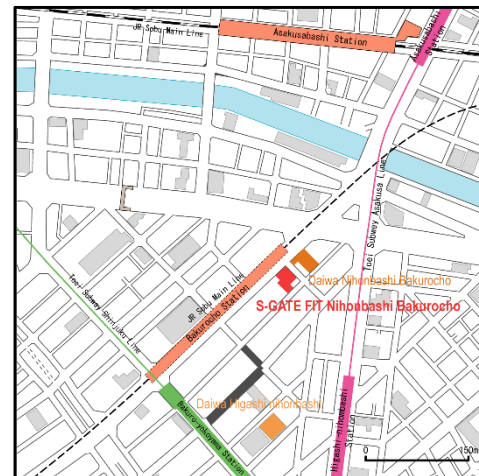 JR Sobu Main Line
Asakusabashi Station
Asakusabashi
Station
Toei Subwey Asakusa Line
Daiwa Nihonbashi Bakurocho
S-GATE FIT Nihonbashi Bakurocho
JR Sobu Main Line
Bakurocho Station
Toei Subwey Shinjuku Line
Daiwa Higashi-nihonbashi
Bakuro-yokoyama Station
Higashi-nihonbashi
Station
0 150m